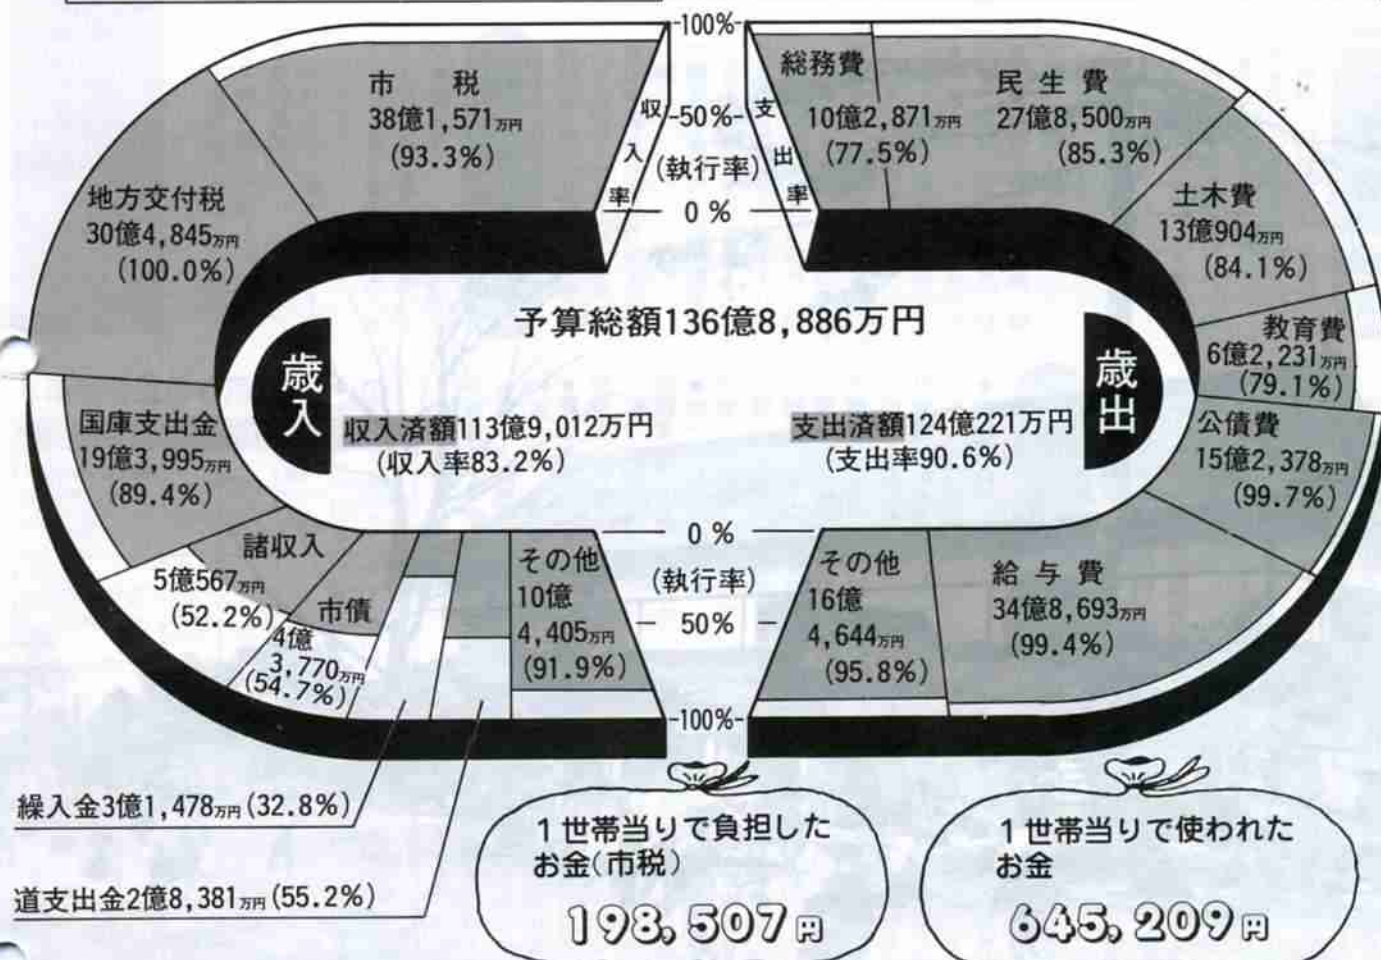 市税
38億1,571万円
(93.3%)
地方交付税
30億4,845万円
(100.0%)
国庫支出金
19億3,995万円
(89.4%)
諸収入
5億567万円
(52.2%)
市債
4億
3,770万円
(54.7%)
繰入金3億1,478万円(32.8%)
道支出金2億8,381万円(55.2%)
その他
10億
4,405万円
(91.9%)
収入率
100%
50%
(執行率)
0%
支出率
総務費
10億2,871万円
(77.5%)
民生費
27億8,500万円
(85.3%)
土木費
13億904万円
(84.1%)
教育費
6億2,231万円
(79.1%)
公債費
15億2,378万円
(99.7%)
給与費
34億8,693万円
(99.4%)
その他
16億
4,644万円
(95.8%)
0%
(執行率)
50%
100%
予算総額136億8,886万円
歳入
収入済額113億9,012万円
(収入率83.2%)
歳出
支出済額124億221万円
(支出率90.6%)
1世帯当りで負担した
お金(市税)
198,507円
1世帯当りで使われた
お金
645,209円